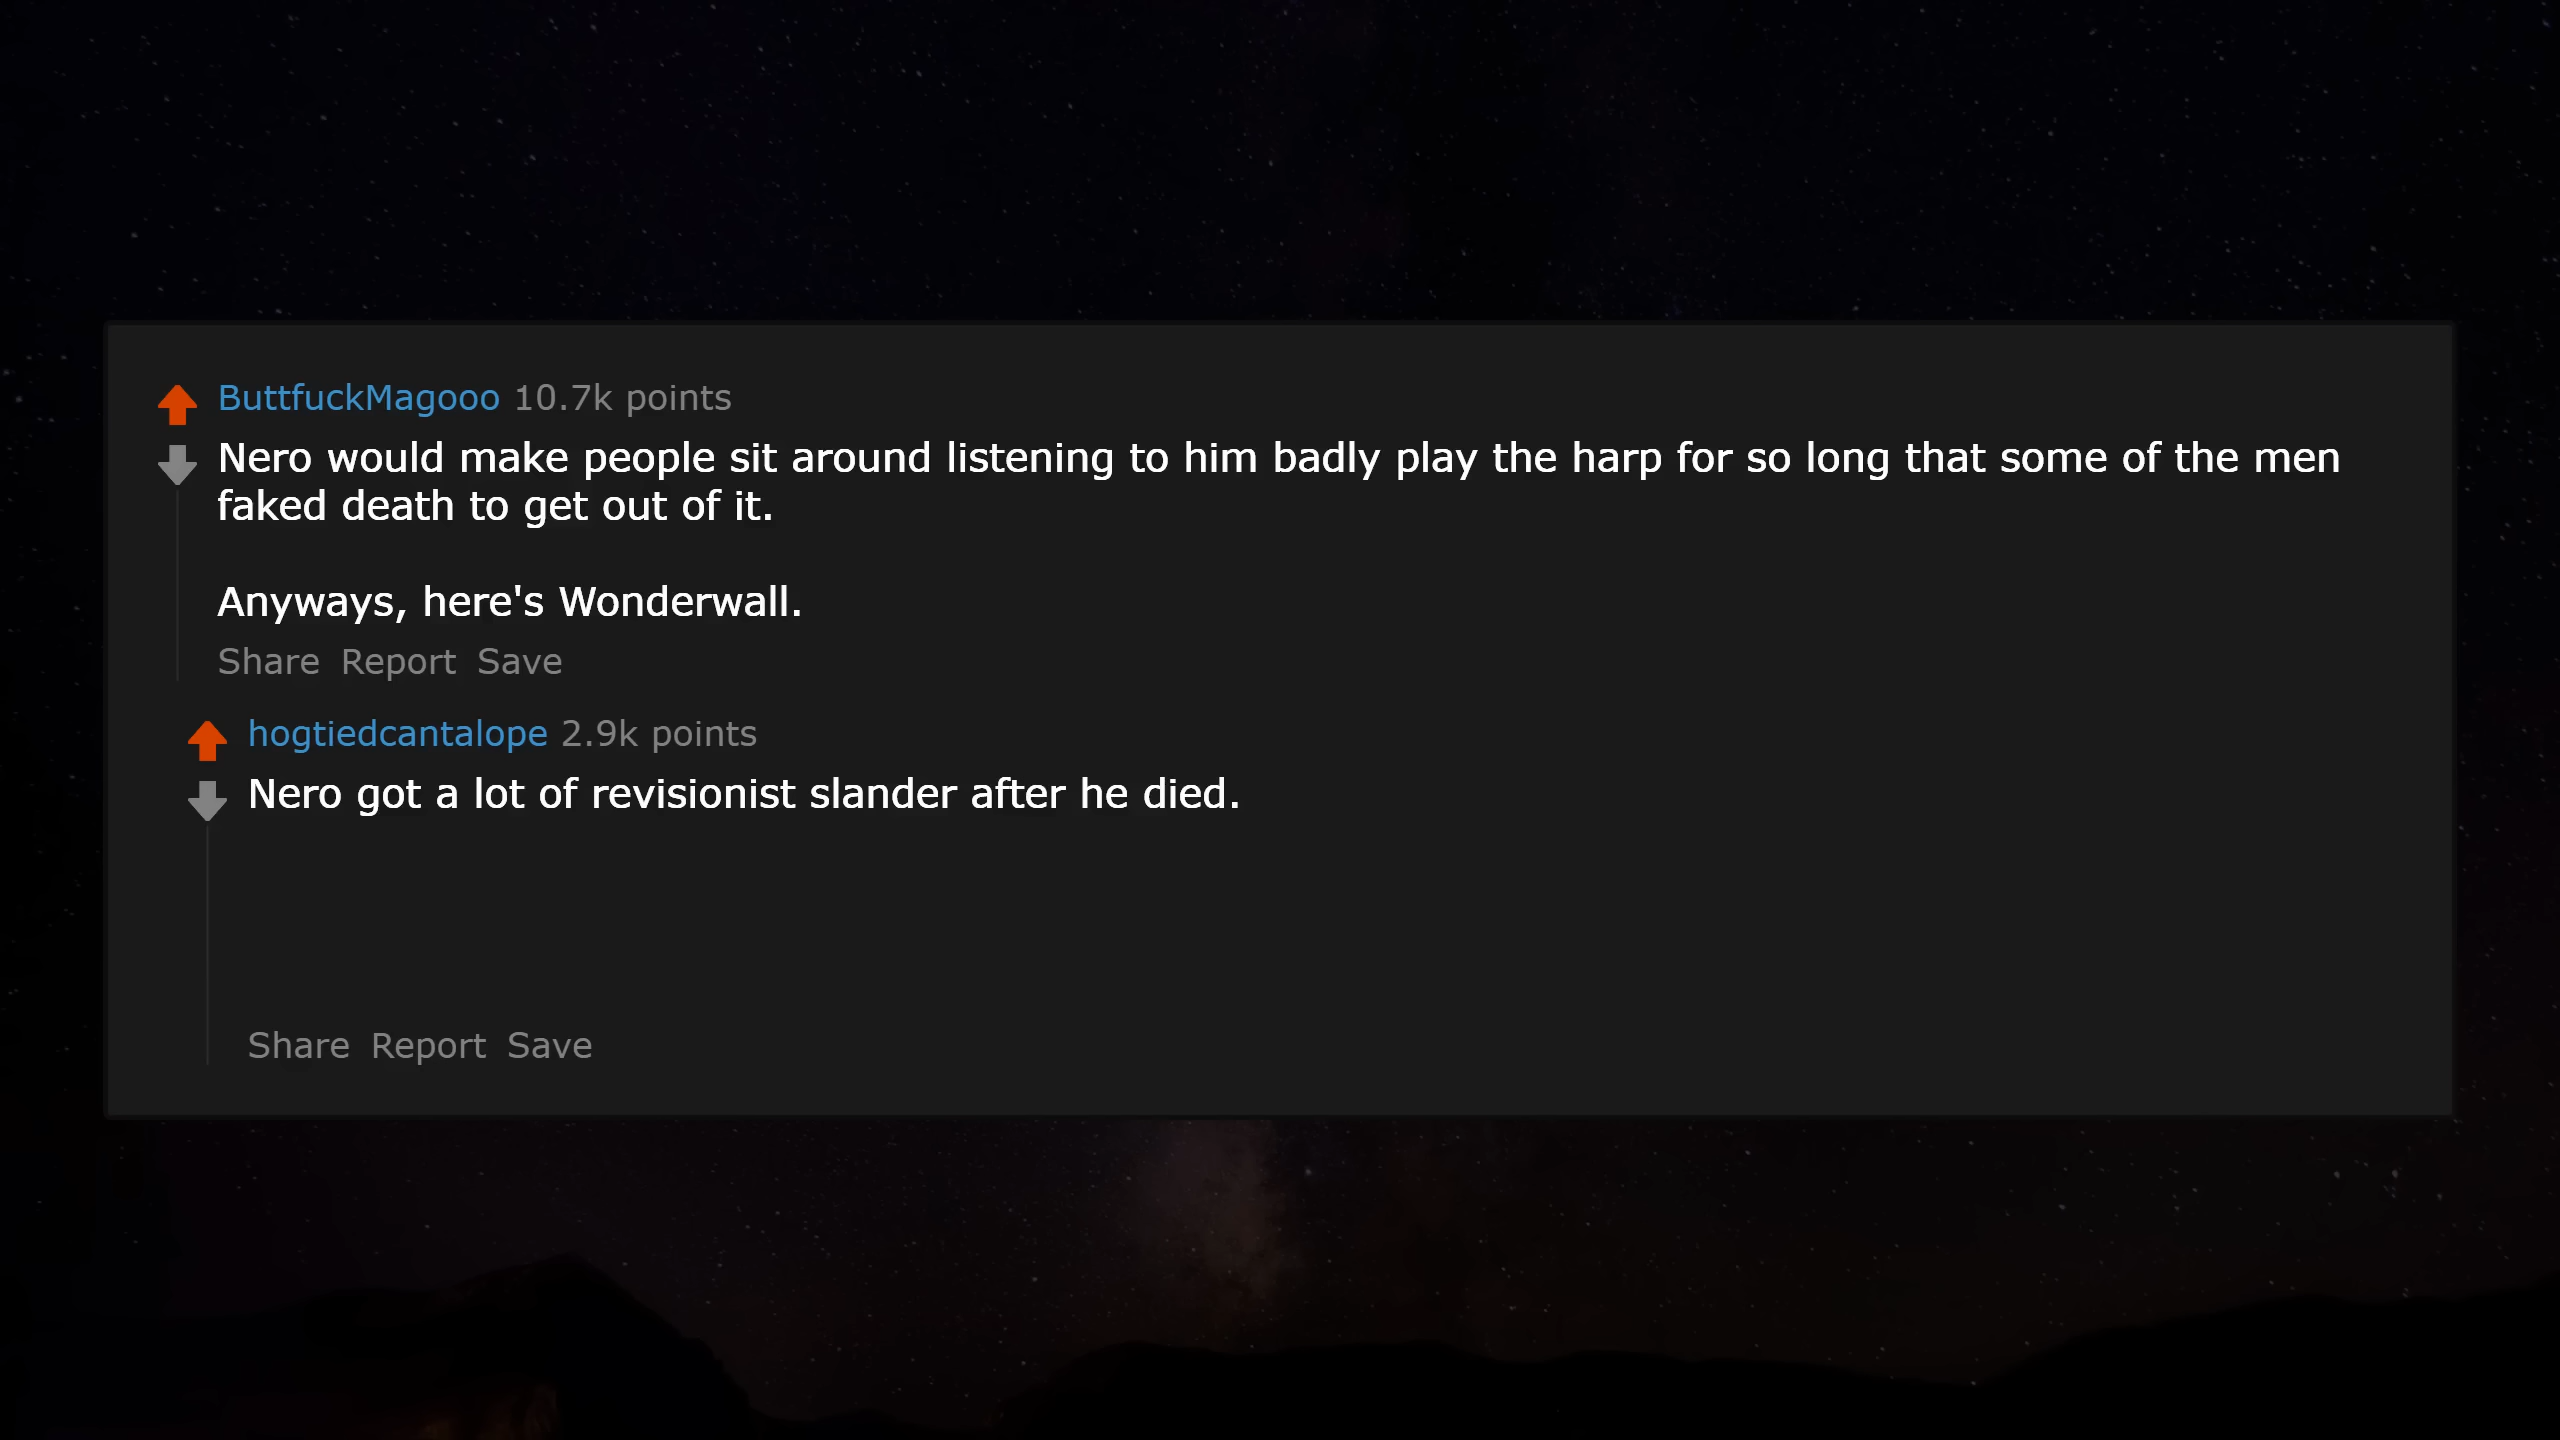 ButtfuckMagooo 10.7k points
Nero would make people sit around listening to him badly play the harp for so long that some of the men
faked death to get out of it.
Anyways, here's Wonderwall.
Share Report Save
hogtiedcantalope 2.9k points
Nero got a lot of revisionist slander after he died.
Share Report Save